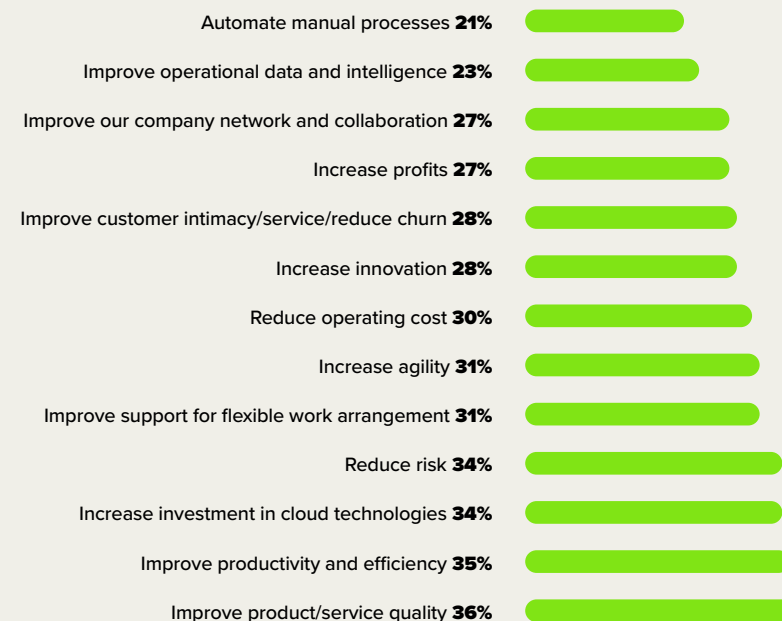 Automate manual processes 21%
Improve operational data and intelligence 23%
Improve our company network and collaboration 27%
Increase profits 27%
Improve customer intimacy/service/reduce churn 28%
Increase innovation 28%
Reduce operating cost 30%
Increase agility 31%
Improve support for flexible work arrangement 31%
Reduce risk 34%
Increase investment in cloud technologies 34%
Improve productivity and efficiency 35%
Improve product/service quality 36%